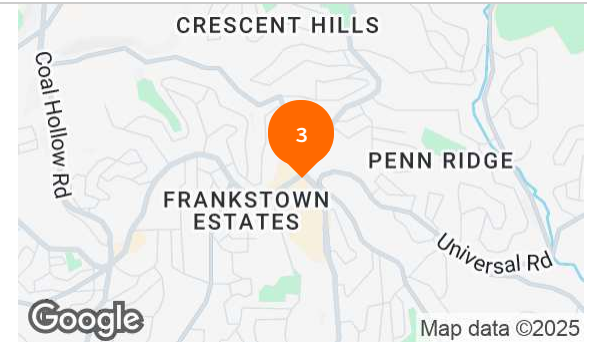 CRESCENT HILLS
Coal Hollow Rd
3
PENN RIDGE
FRANKSTOWN
ESTATES
Universal Rd
Google
Map data ©2025